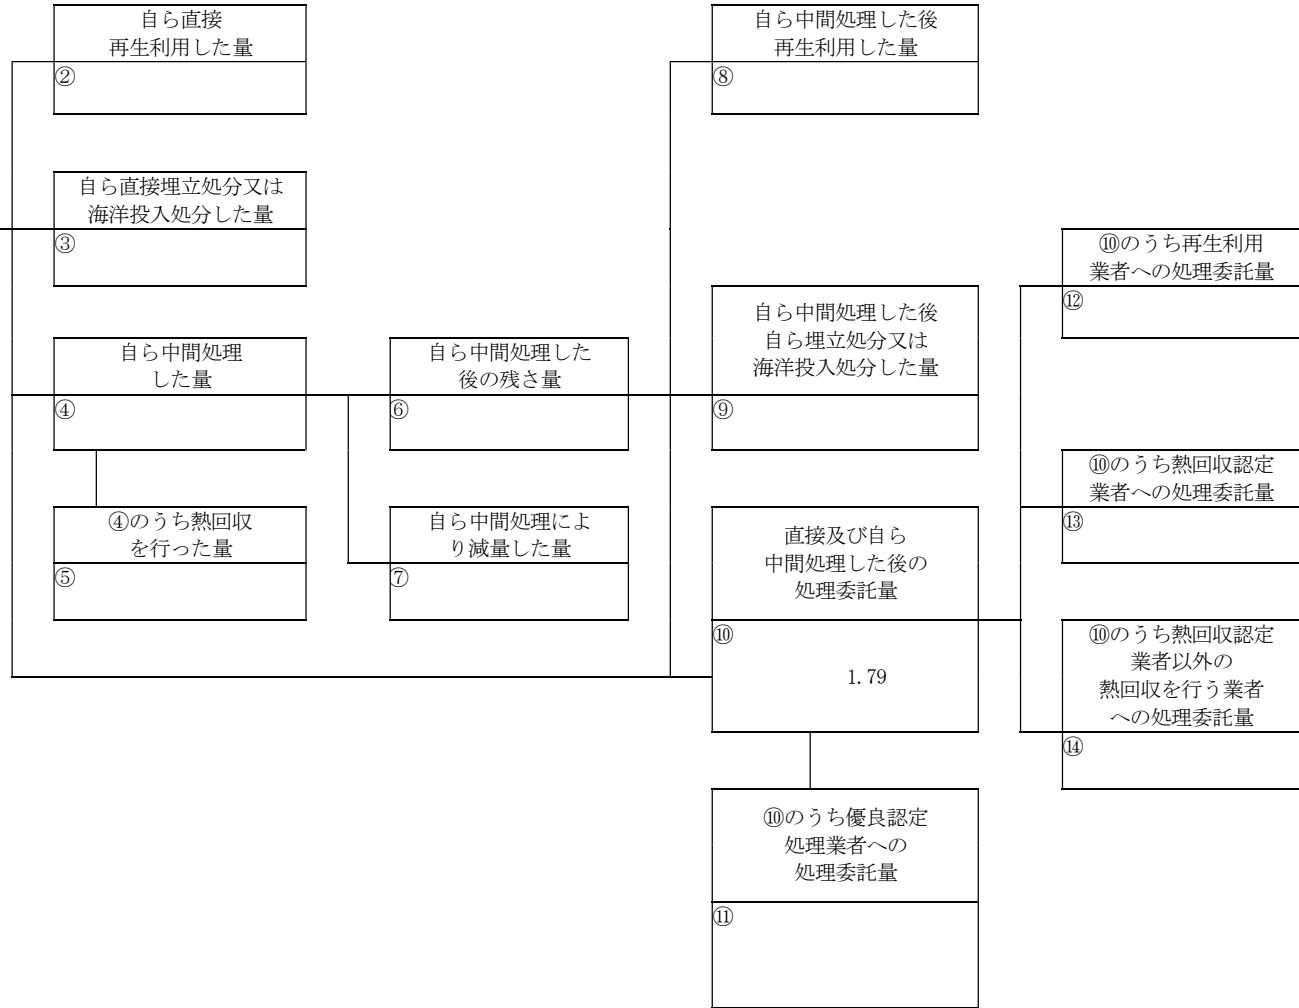 自ら直接
再生利用した量
②
自ら中間処理した後
再生利用した量
⑧
自ら直接埋立処分又は
海洋投入処分した量
③
⑩のうち再生利用
業者への処理委託量
⑫
自ら中間処理した後
自ら埋立処分又は
海洋投入処分した量
⑨
自ら中間処理
した量
④
自ら中間処理した
後の残さ量
⑥
⑩のうち熱回収認定
業者への処理委託量
⑬
④のうち熱回収
を行った量
⑤
自ら中間処理によ
り減量した量
⑦
直接及び自ら
中間処理した後の
処理委託量
⑩
1.79
⑩のうち熱回収認定
業者以外の
熱回収を行う業者
への処理委託量
⑭
⑩のうち優良認定
処理業者への
処理委託量
⑪